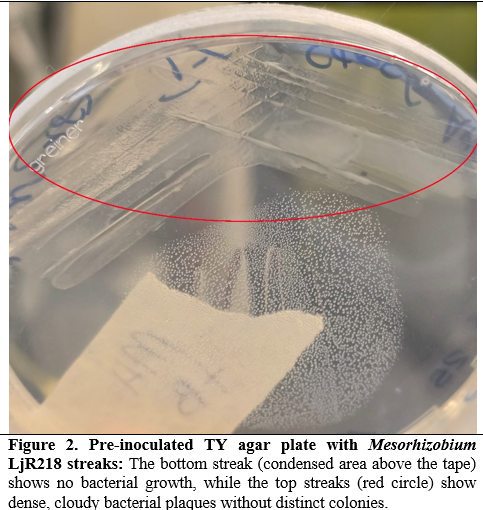 greiner
Figure 2. Pre-inoculated TY agar plate with Mesorhizobium
LjR218 streaks: The bottom streak (condensed area above the tape)
shows no bacterial growth, while the top streaks (red circle) show
dense, cloudy bacterial plaques without distinct colonies.